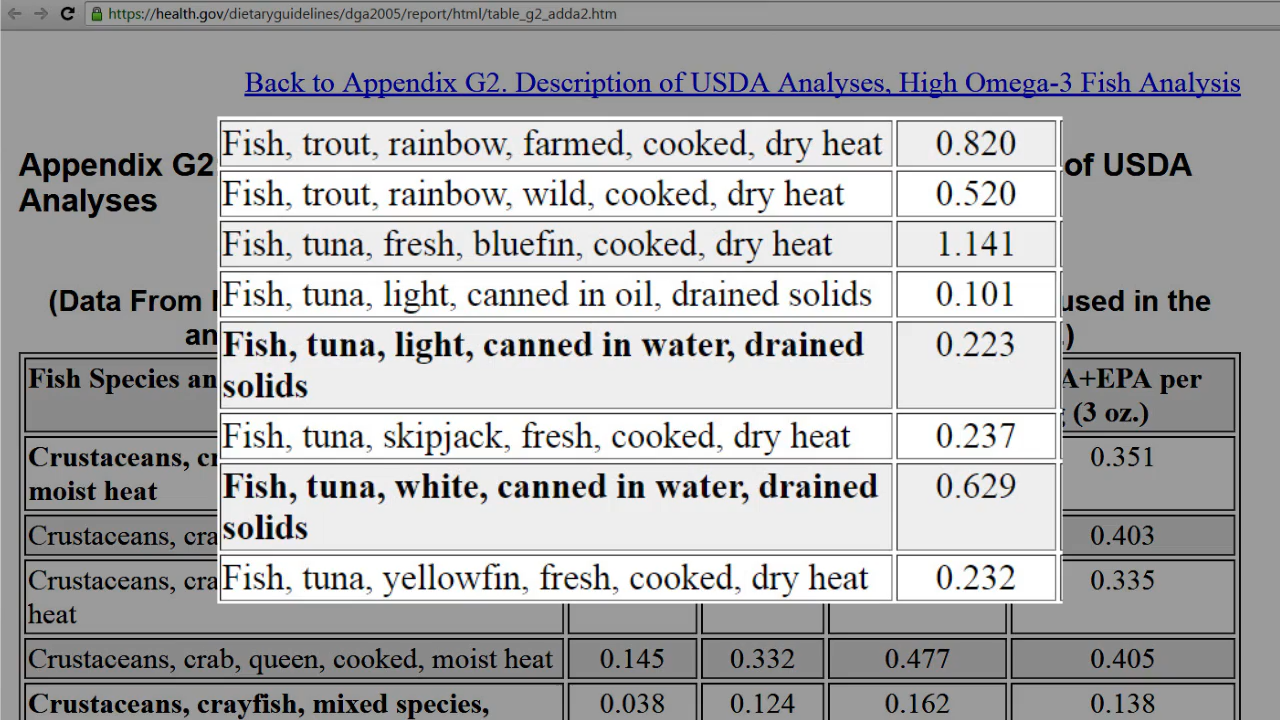 https://health.gov/dietaryguidelines/dga2005/report/html/table_g2_adda2.htm
Back to Appendix G2. Description of USDA Analyses, High Omega-3 Fish Analysis
Appendix G2 of USDA
Analyses
(Data From used in the
Fish, trout, rainbow, farmed, cooked, dry heat 0.820
Fish, trout, rainbow, wild, cooked, dry heat 0.520
Fish, tuna, fresh, bluefin, cooked, dry heat 1.141
Fish, tuna, light, canned in oil, drained solids 0.101
Fish, tuna, light, canned in water, drained 0.223
solids
Fish, tuna, skipjack, fresh, cooked, dry heat 0.237
Fish, tuna, white, canned in water, drained 0.629
solids
Fish, tuna, yellowfin, fresh, cooked, dry heat 0.232
Fish Species A+EPA per
(3 oz.)
Crustaceans, 0.351
moist heat
Crustaceans, 0.403
Crustaceans, 0.335
heat
Crustaceans, crab, queen, cooked, moist heat 0.145 0.332 0.477 0.405
Crustaceans, crayfish, mixed species, 0.038 0.124 0.162 0.138